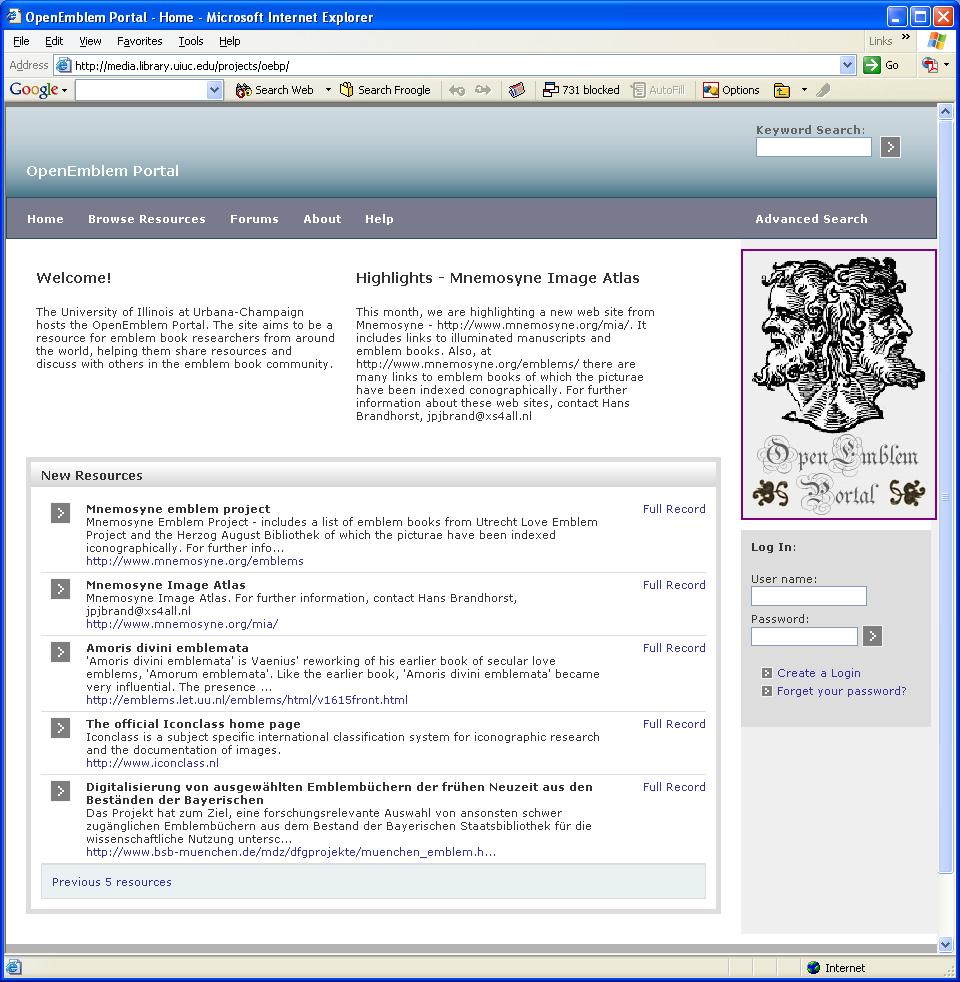 OpenEmblem Portal - Home - Microsoft Internet Explorer
File Edit View Favorites Tools Help Links »
Address http://media.library.uiuc.edu/projects/oebp/ Go
Google Search Web Search Froogle 731 blocked AutoFill Options
Keyword Search:
OpenEmblem Portal
Home Browse Resources Forums About Help Advanced Search
Welcome!
The University of Illinois at Urbana-Champaign
hosts the OpenEmblem Portal. The site aims to be a
resource for emblem book researchers from around
the world, helping them share resources and
discuss with others in the emblem book community.
Highlights - Mnemosyne Image Atlas
This month, we are highlighting a new web site from
Mnemosyne - http://www.mnemosyne.org/mia/. It
includes links to illuminated manuscripts and
emblem books. Also, at
http://www.mnemosyne.org/emblems/ there are
many links to emblem books of which the picturae
have been indexed conographically. For further
information about these web sites, contact Hans
Brandhorst, jpjbrand@xs4all.nl
New Resources
Mnemosyne emblem project Full Record
Mnemosyne Emblem Project - includes a list of emblem books from Utrecht Love Emblem
Project and the Herzog August Bibliothek of which the picturae have been indexed
iconographically. For further info...
http://www.mnemosyne.org/emblems
Mnemosyne Image Atlas Full Record
Mnemosyne Image Atlas. For further information, contact Hans Brandhorst,
jpjbrand@xs4all.nl
http://www.mnemosyne.org/mia/
Amoris divini emblemata Full Record
'Amoris divini emblemata' is Vaenius' reworking of his earlier book of secular love
emblems, 'Amorum emblemata'. Like the earlier book, 'Amoris divini emblemata' became
very influential. The presence ...
http://emblems.let.uu.nl/emblems/html/v1615front.html
The official Iconclass home page Full Record
Iconclass is a subject specific international classification system for iconographic research
and the documentation of images.
http://www.iconclass.nl
Digitalisierung von ausgewählten Emblembüchern der frühen Neuzeit aus den Full Record
Beständen der Bayerischen
Das Projekt hat zum Ziel, eine forschungsrelevante Auswahl von ansonsten schwer
zugänglichen Emblembüchern aus dem Bestand der Bayerischen Staatsbibliothek für die
wissenschaftliche Nutzung untersc...
http://www.bsb-muenchen.de/mdz/dfgprojekte/muenchen_emblem.h...
Previous 5 resources
Open Emblem
Portal
Log In:
User name:
Password:
Create a Login
Forget your password?
Internet